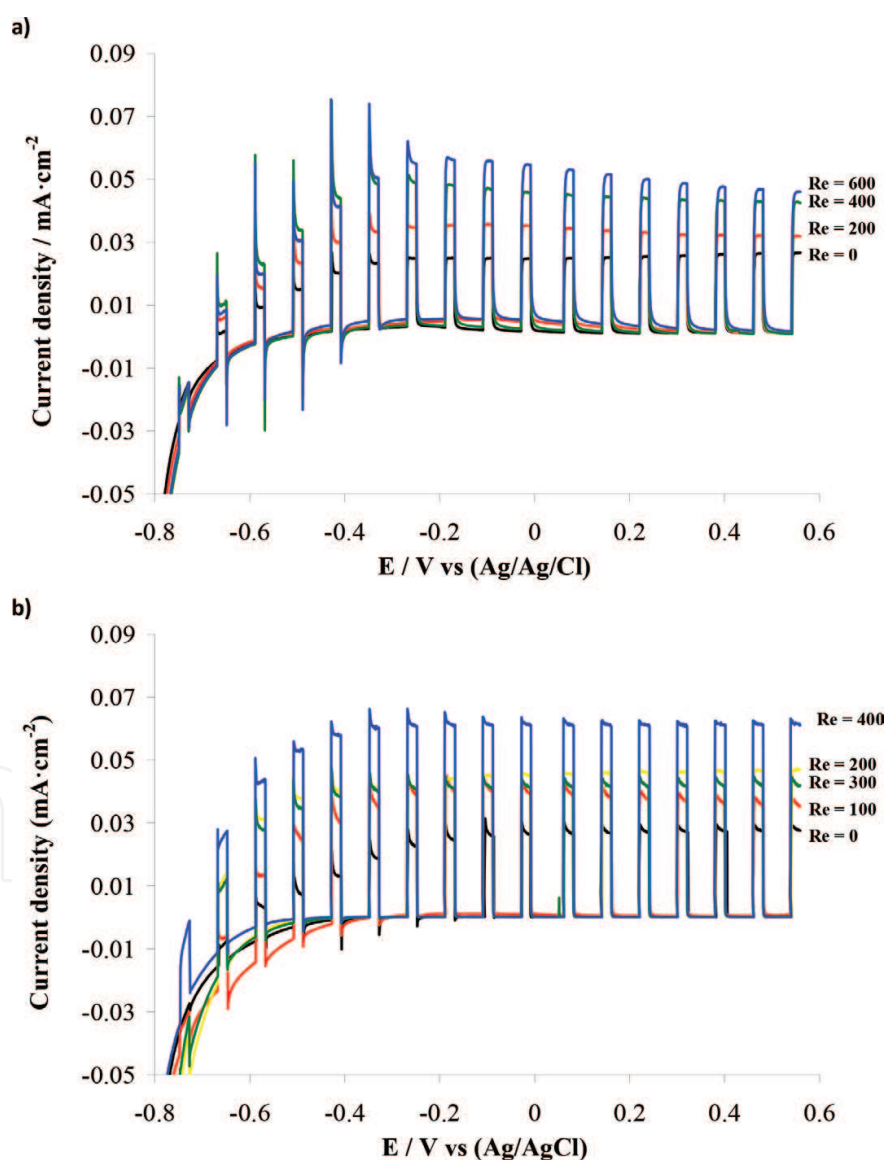 a)
0.09
0.07
0.05
0.03
0.01
-0.01
-0.03
-0.05
Current density / mA·cm-2
Re = 600
Re = 400
Re = 200
Re = 0
-0.8 -0.6 -0.4 -0.2 0 0.2 0.4 0.6
E / V vs (Ag/Ag/Cl)
b)
0.09
0.07
0.05
0.03
0.01
-0.01
-0.03
-0.05
Current density (mA·cm-2)
Re = 400
Re = 200
Re = 300
Re = 100
Re = 0
-0.8 -0.6 -0.4 -0.2 0 0.2 0.4 0.6
E / V vs (Ag/AgCl)